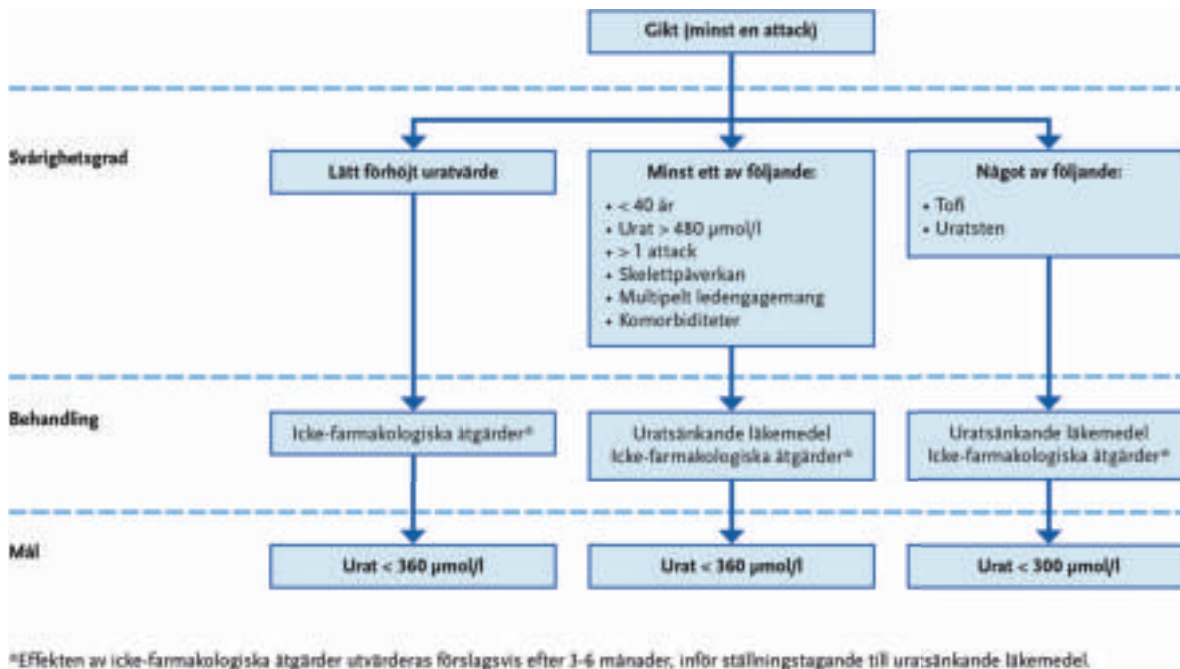 Gikt (minst en attack)
Svårighetsgrad
Lätt förhöjt uratvärde
Minst ett av följande:
• < 40 år
• Urat > 480 µmol/l
• > 1 attack
• Skelettpåverkan
• Multipelt ledengagemang
• Komorbiditeter
Något av följande:
• Tofi
• Uratsten
Behandling
Icke-farmakologiska åtgärder*
Uratsänkande läkemedel
Icke-farmakologiska åtgärder*
Uratsänkande läkemedel
Icke-farmakologiska åtgärder*
Mål
Urat < 360 µmol/l
Urat < 360 µmol/l
Urat < 300 µmol/l
*Effekten av icke-farmakologiska åtgärder utvärderas förslagsvis efter 3-6 månader, inför ställningstagande till uratsänkande läkemedel.